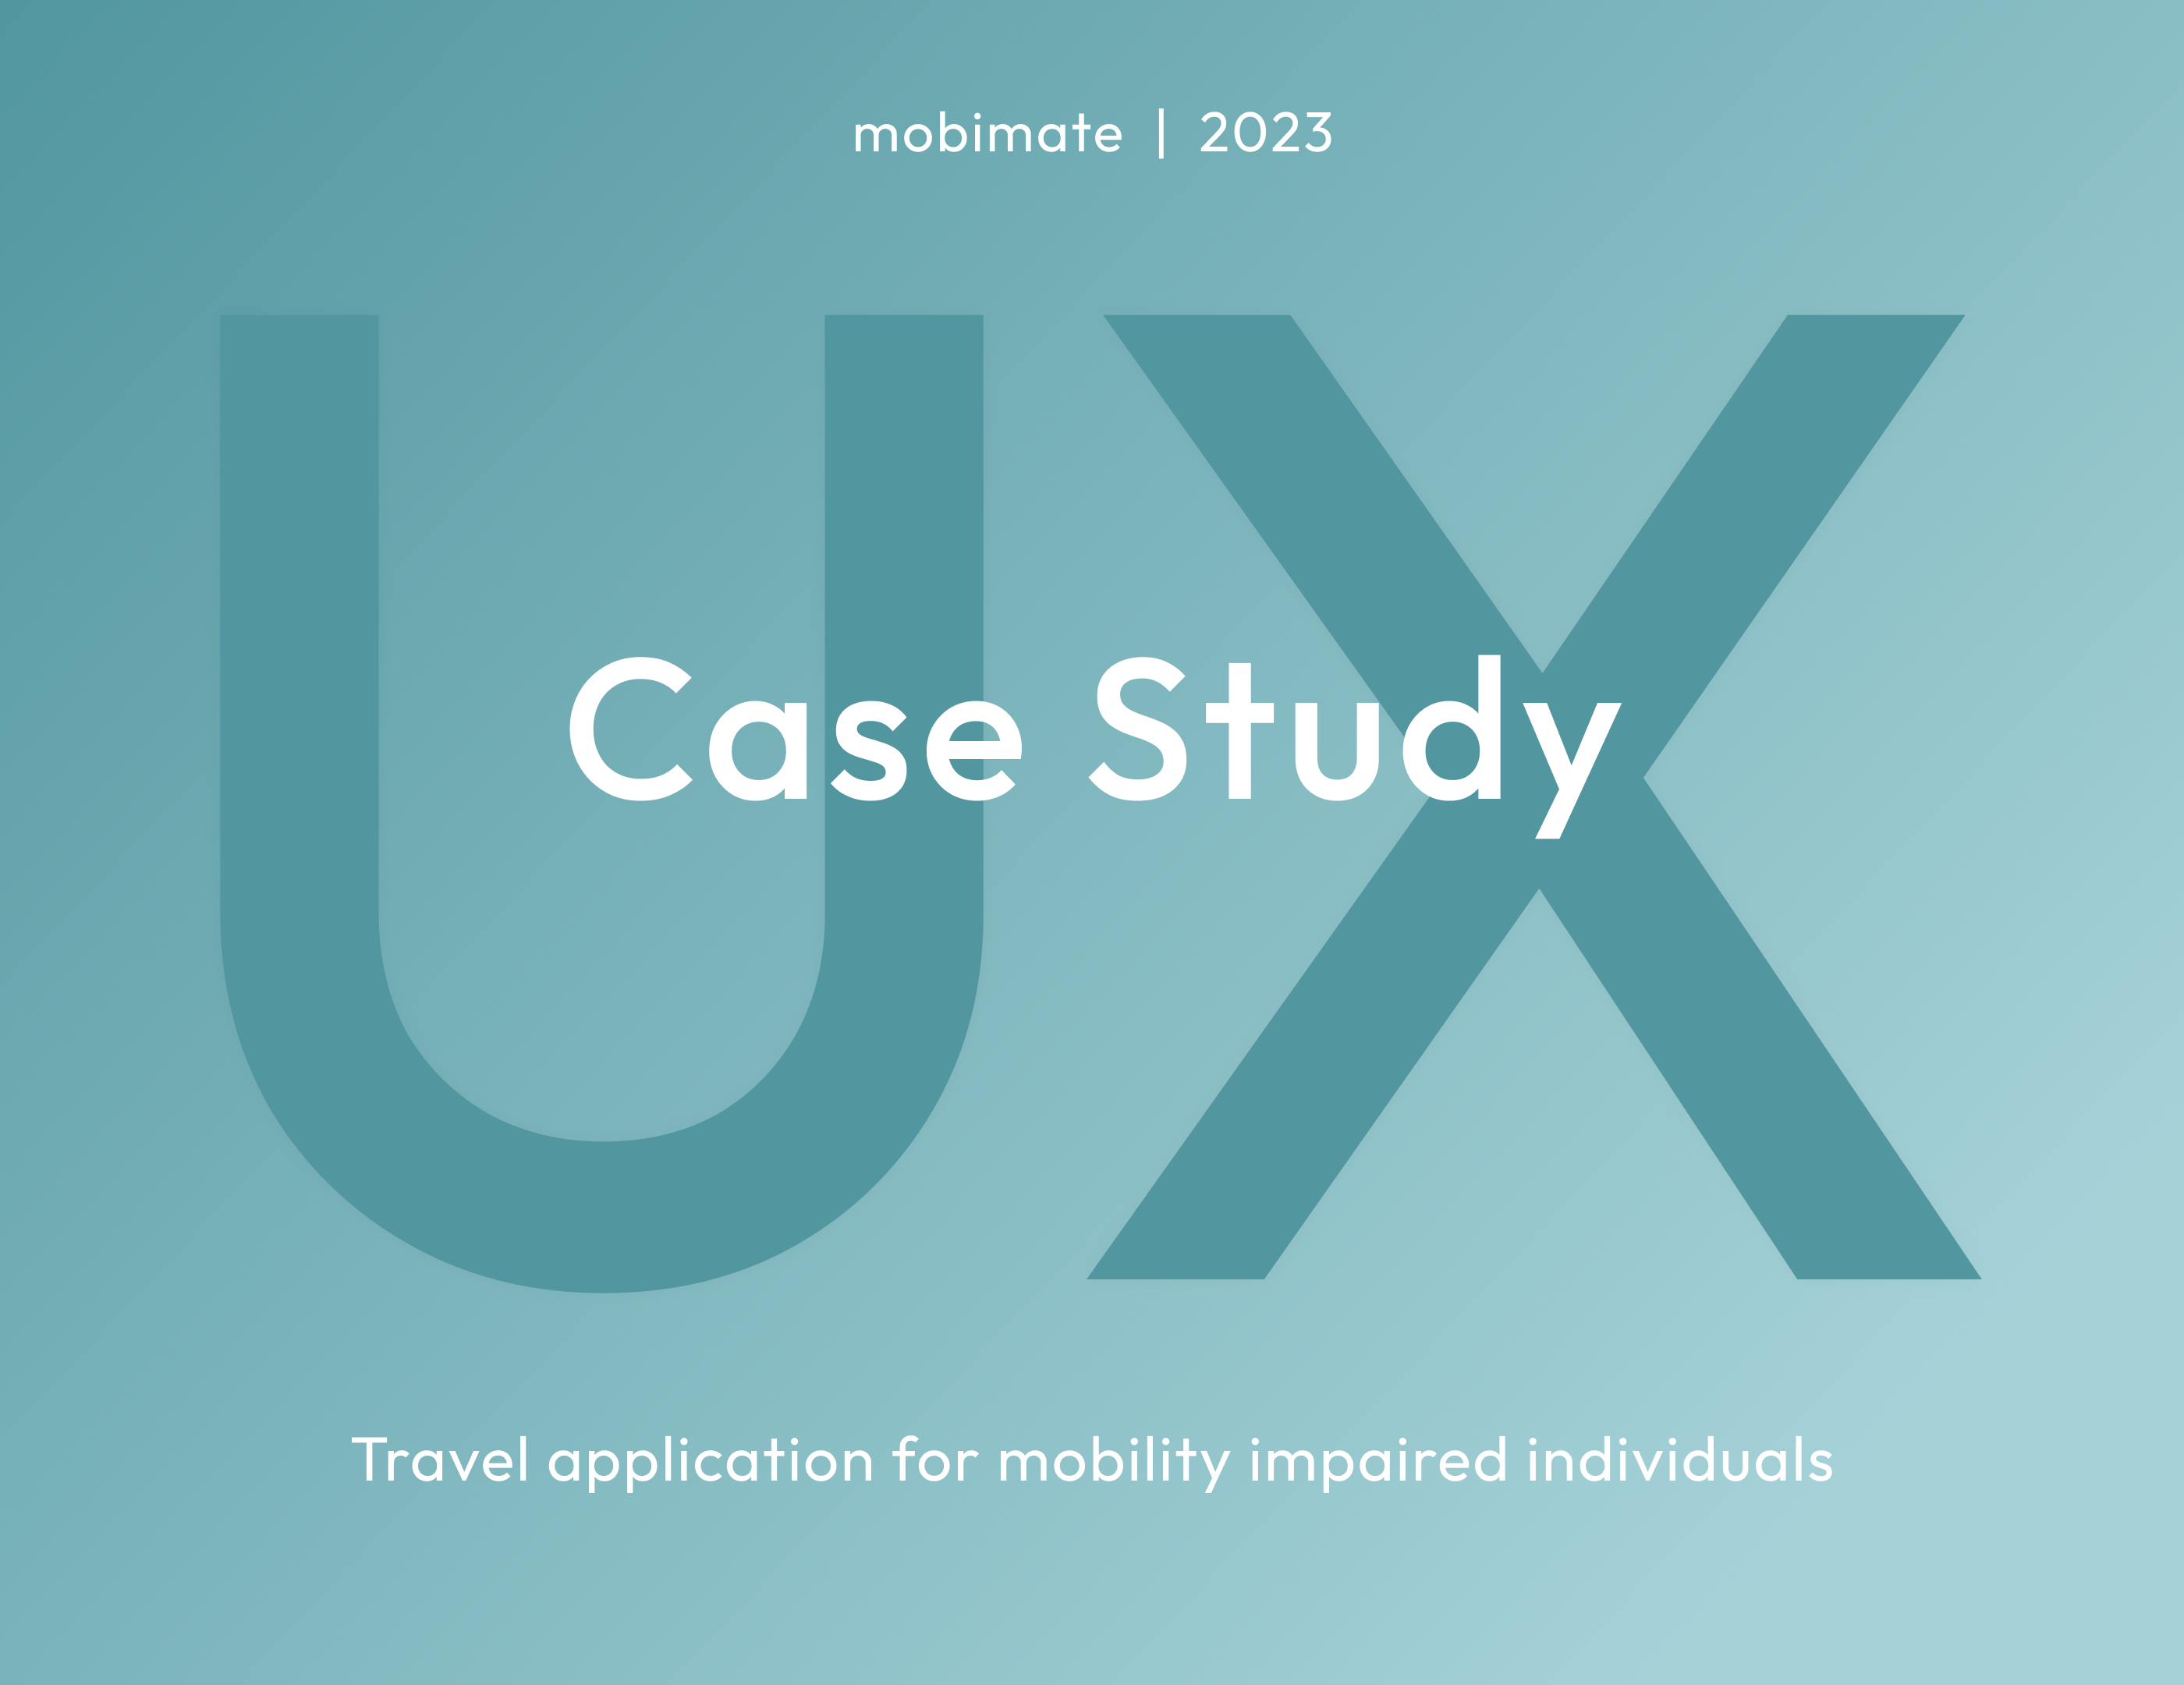 mobimate | 2023
UX
Case Study
Travel application for mobility impaired individuals